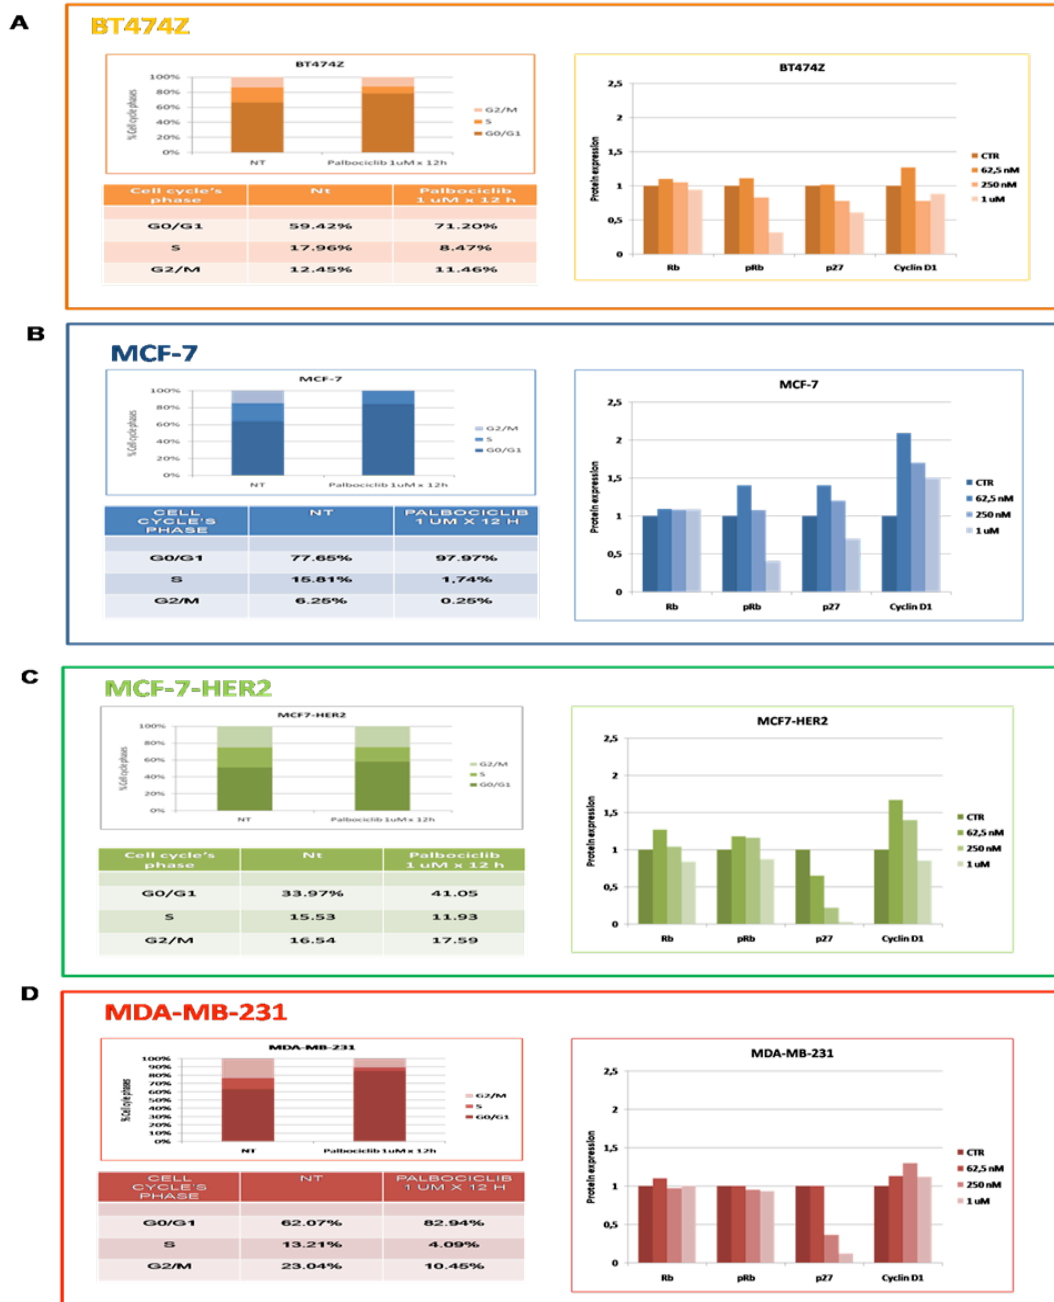 A
BT474Z
BT474Z
100%
80%
60%
40%
20%
0%
% Cell cycle phases
G2/M
S
G0/G1
NT
Palbociclib 1uM x 12h
Cell cycle's phase
Nt
Palbociclib 1 uM x 12 h
G0/G1
59.42%
71.20%
S
17.96%
8.47%
G2/M
12.45%
11.46%
BT474Z
2,5
2
1,5
1
0,5
0
Protein expression
CTR
62,5 nM
250 nM
1 uM
Rb
pRb
p27
Cyclin D1
B
MCF-7
MCF-7
100%
80%
60%
40%
20%
0%
% Cell cycle phases
G2/M
S
G0/G1
NT
Palbociclib 1uM x 12h
CELL CYCLE'S PHASE
NT
PALBOCICLIB 1 UM X 12 H
G0/G1
77.65%
97.97%
S
15.81%
1,74%
G2/M
6.25%
0.25%
MCF-7
2,5
2
1,5
1
0,5
0
Protein expression
CTR
62,5 nM
250 nM
1 uM
Rb
pRb
p27
Cyclin D1
C
MCF-7-HER2
MCF7-HER2
100%
80%
60%
40%
20%
0%
% Cell cycle phases
G2/M
S
G0/G1
NT
Palbociclib 1uM x 12h
Cell cycle's phase
Nt
Palbociclib 1 uM x 12 h
G0/G1
33.97%
41.05
S
15.53
11.93
G2/M
16.54
17.59
MCF7-HER2
2,5
2
1,5
1
0,5
0
Protein expression
CTR
62,5 nM
250 nM
1 uM
Rb
pRb
p27
Cyclin D1
D
MDA-MB-231
MDA-MB-231
100%
90%
80%
70%
60%
50%
40%
30%
20%
10%
0%
% Cell cyle phases
G2/M
S
G0/G1
NT
Palbociclib 1uM x 12h
CELL CYCLE'S PHASE
NT
PALBOCICLIB 1 UM X 12 H
G0/G1
62.07%
82.94%
S
13.21%
4.09%
G2/M
23.04%
10.45%
MDA-MB-231
2,5
2
1,5
1
0,5
0
Protein expression
CTR
62,5 nM
250 nM
1 uM
Rb
pRb
p27
Cyclin D1